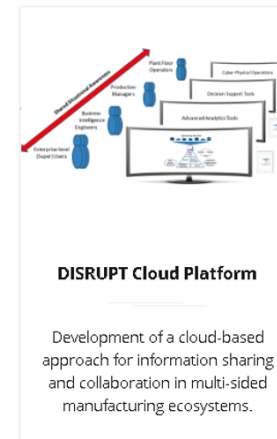 Plant Floor
Operators
Cyber-Physical Operations
Production
Managers
Decision Support Tools
Shared Situational Awareness
Business
Intelligence
Engineers
Advanced Analytics Tools
Enterprise-level
(Super) Users
DISRUPT Cloud Platform
Development of a cloud-based
approach for information sharing
and collaboration in multi-sided
manufacturing ecosystems.